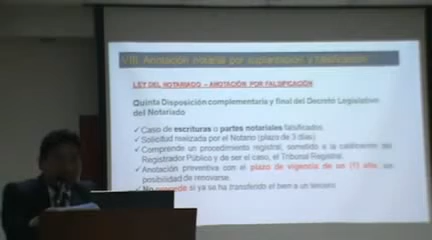 VIII. Anotación notarial por suplantación y falsificación
LEY DEL NOTARIADO – ANOTACIÓN POR FALSIFICACIÓN
Quinta Disposición complementaria y final del Decreto Legislativo
del Notariado
✓Caso de escrituras o partes notariales falsificados.
✓Solicitud realizada por el Notario (plazo de 3 días)
✓Comprende un procedimiento registral, sometido a la calificación del
Registrador Público y de ser el caso, el Tribunal Registral.
✓Anotación preventiva con el plazo de vigencia de un (1) año, sin
posibilidad de renovarse.
✓No procede si ya se ha transferido el bien a un tercero.